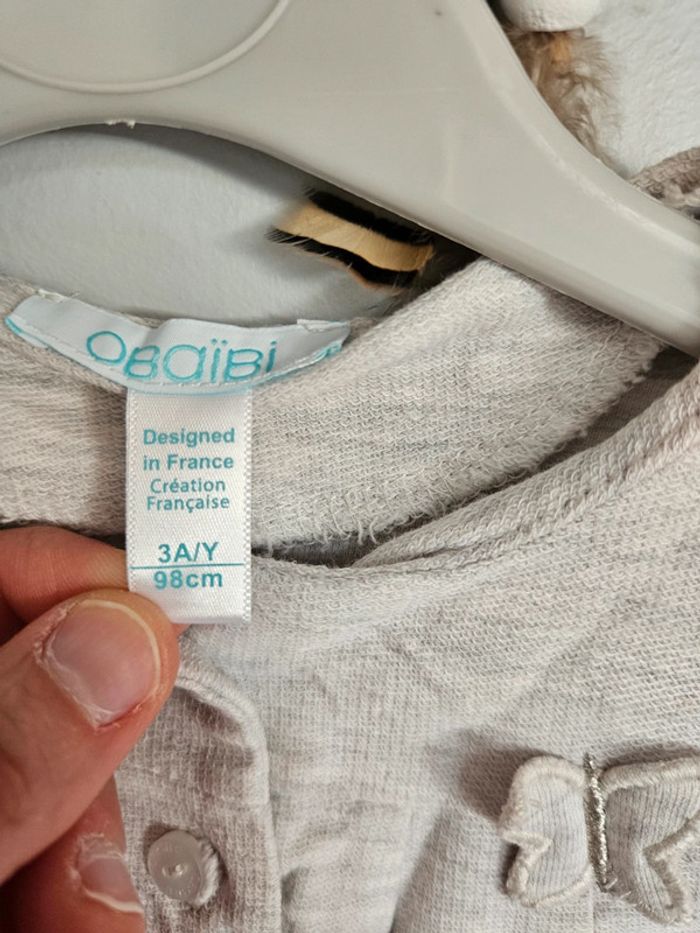 OBAÏBI
Designed
in France
Création
Française
3A/Y
98cm